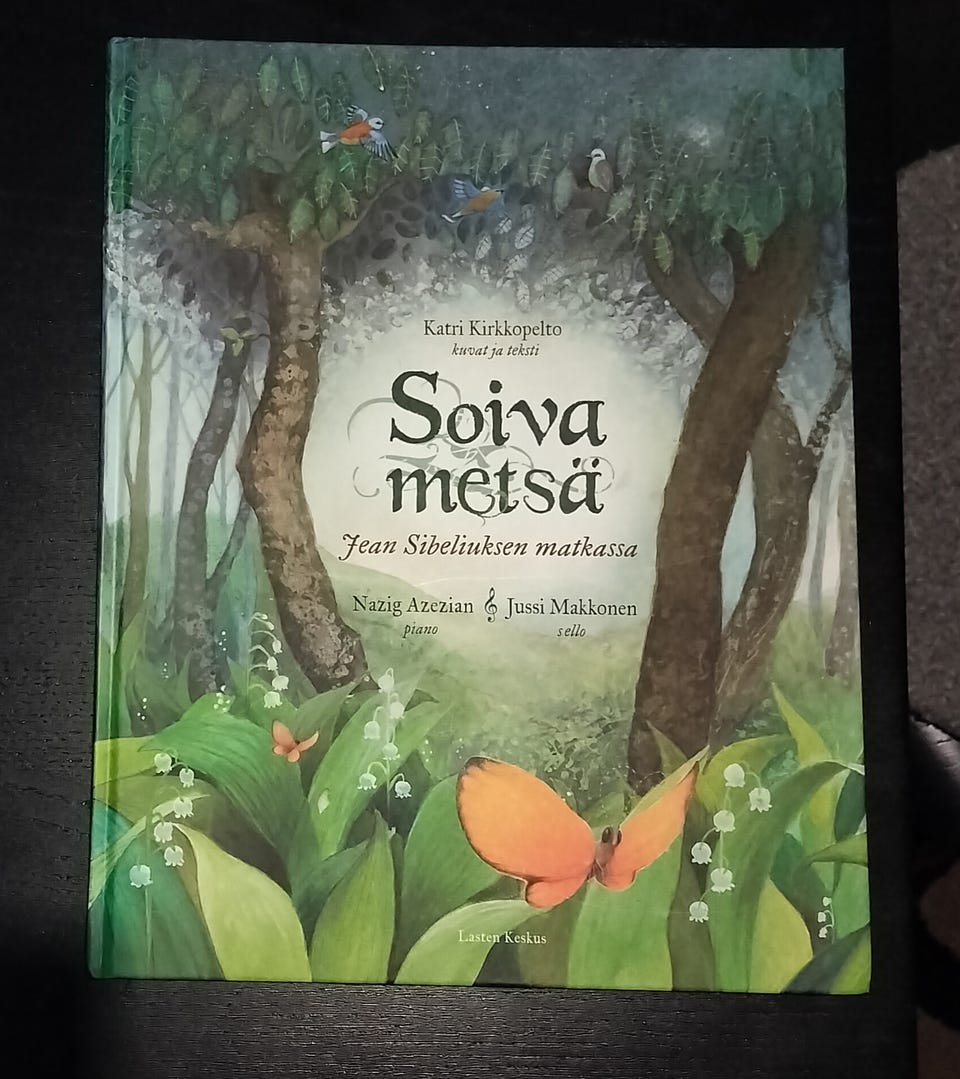 Katri Kirkkopelto
kuvat ja teksti
Soiva
metsä
Jean Sibeliuksen matkassa
Nazig Azezian Jussi Makkonen
piano sello
Lasten Keskus